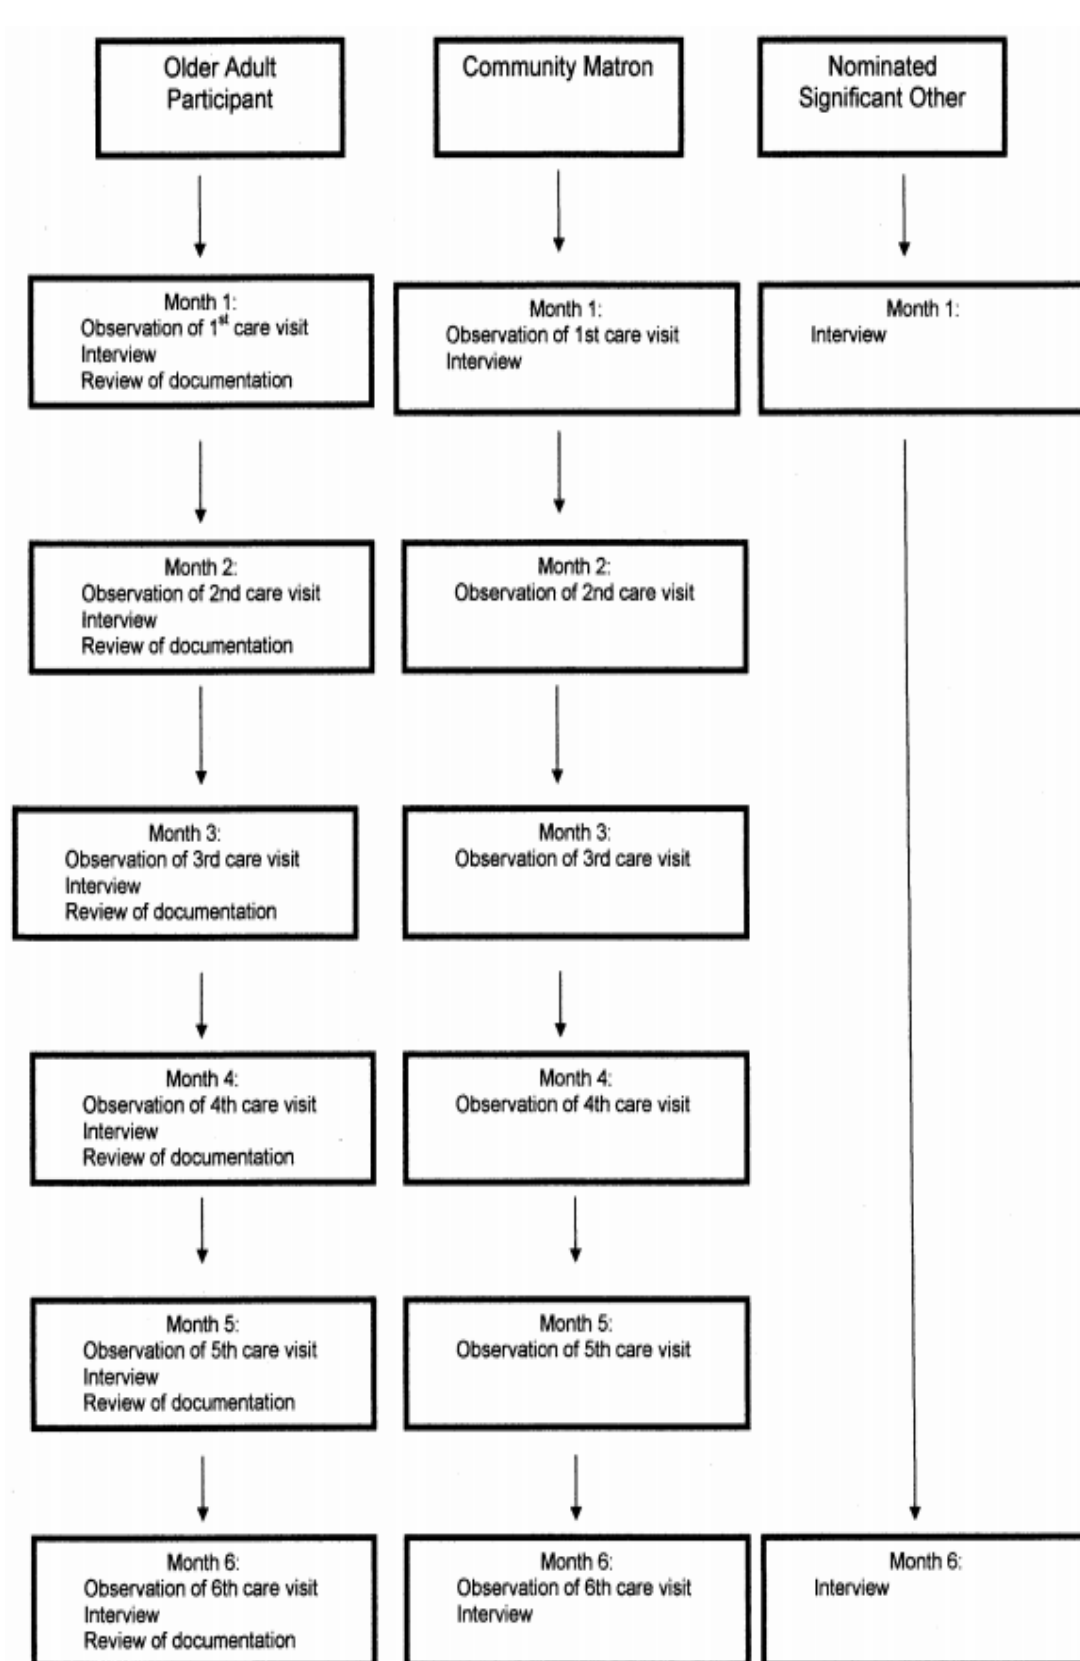 Older Adult
Participant
Community Matron
Nominated
Significant Other
Month 1:
Observation of 1st care visit
Interview
Review of documentation
Month 1:
Observation of 1st care visit
Interview
Month 1:
Interview
Month 2:
Observation of 2nd care visit
Interview
Review of documentation
Month 2:
Observation of 2nd care visit
Month 3:
Observation of 3rd care visit
Interview
Review of documentation
Month 3:
Observation of 3rd care visit
Month 4:
Observation of 4th care visit
Interview
Review of documentation
Month 4:
Observation of 4th care visit
Month 5:
Observation of 5th care visit
Interview
Review of documentation
Month 5:
Observation of 5th care visit
Month 6:
Observation of 6th care visit
Interview
Review of documentation
Month 6:
Observation of 6th care visit
Interview
Month 6:
Interview